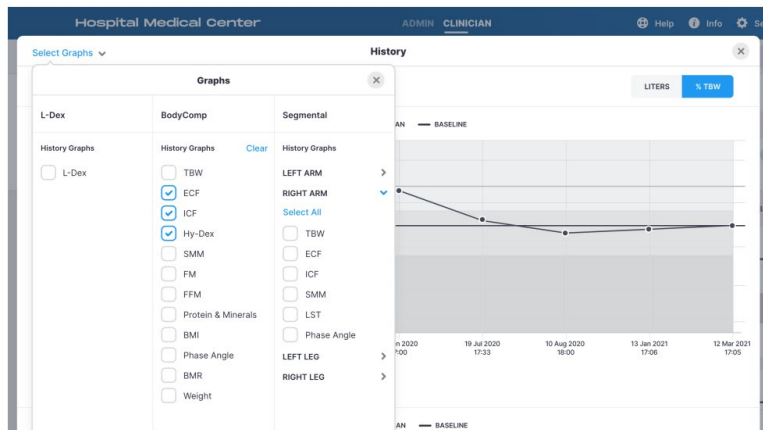 Hospital Medical Center
ADMIN CLINICIAN
Help Info
Select Graphs
History
Graphs
LITERS % TBW
L-Dex BodyComp Segmental
BASELINE
History Graphs
L-Dex
History Graphs Clear
TBW
ECF
ICF
Hy-Dex
SMM
FM
FFM
Protein & Minerals
BMI
Phase Angle
BMR
Weight
History Graphs
LEFT ARM
RIGHT ARM
Select All
TBW
ECF
ICF
SMM
LST
Phase Angle
LEFT LEG
RIGHT LEG
2020
19 Jul 2020
17:33
10 Aug 2020
18:00
13 Jan 2021
17:06
12 Mar 2021
17:05
BASELINE